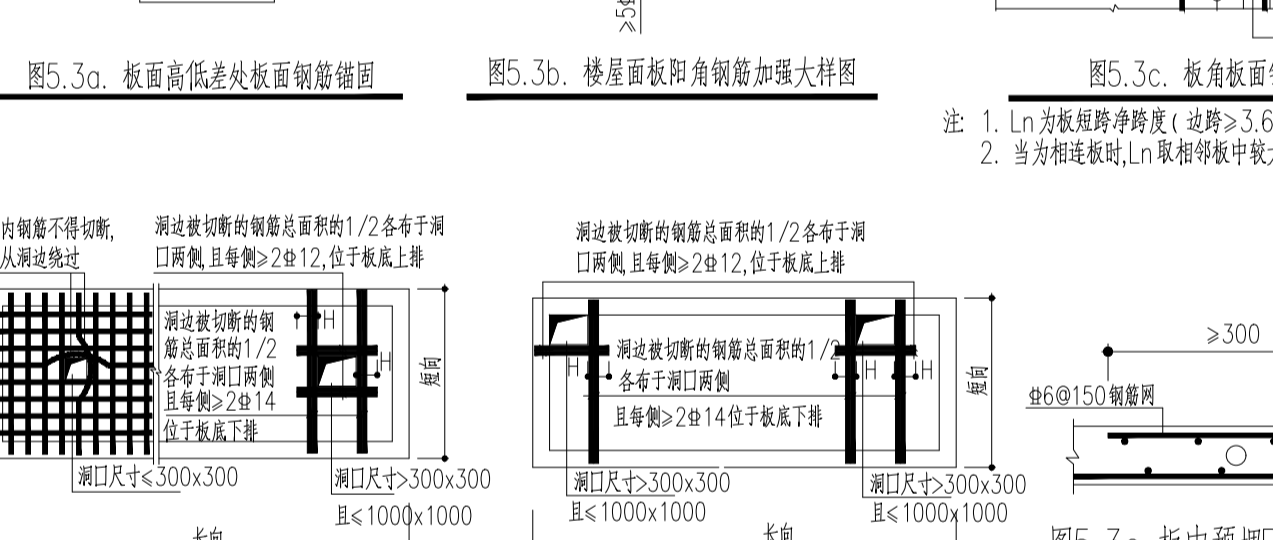 ≥5Φ
图5.3a. 板面高低差处板面钢筋锚固
图5.3b. 楼屋面板阳角钢筋加强大样图
图5.3c. 板角板面
注: 1. Ln为板短跨净跨度(边跨≥3.6
2. 当为相连板时,Ln取相邻板中较
内钢筋不得切断,
从洞边绕过
洞边被切断的钢筋总面积的1/2各布于洞
口两侧,且每侧≥2Φ12,位于板底上排
洞边被切断的钢
筋总面积的1/2
各布于洞口两侧
且每侧≥2Φ14
位于板底下排
H
H
短向
洞口尺寸≤300x300
洞口尺寸>300x300
且≤1000x1000
长向
洞边被切断的钢筋总面积的1/2各布于洞
口两侧,且每侧≥2Φ12,位于板底上排
洞边被切断的钢筋总面积的1/2
各布于洞口两侧
且每侧≥2Φ14位于板底下排
H
H
H
短向
洞口尺寸>300x300
且≤1000x1000
洞口尺寸>300x300
且≤1000x1000
长向
≥300
Φ6@150钢筋网